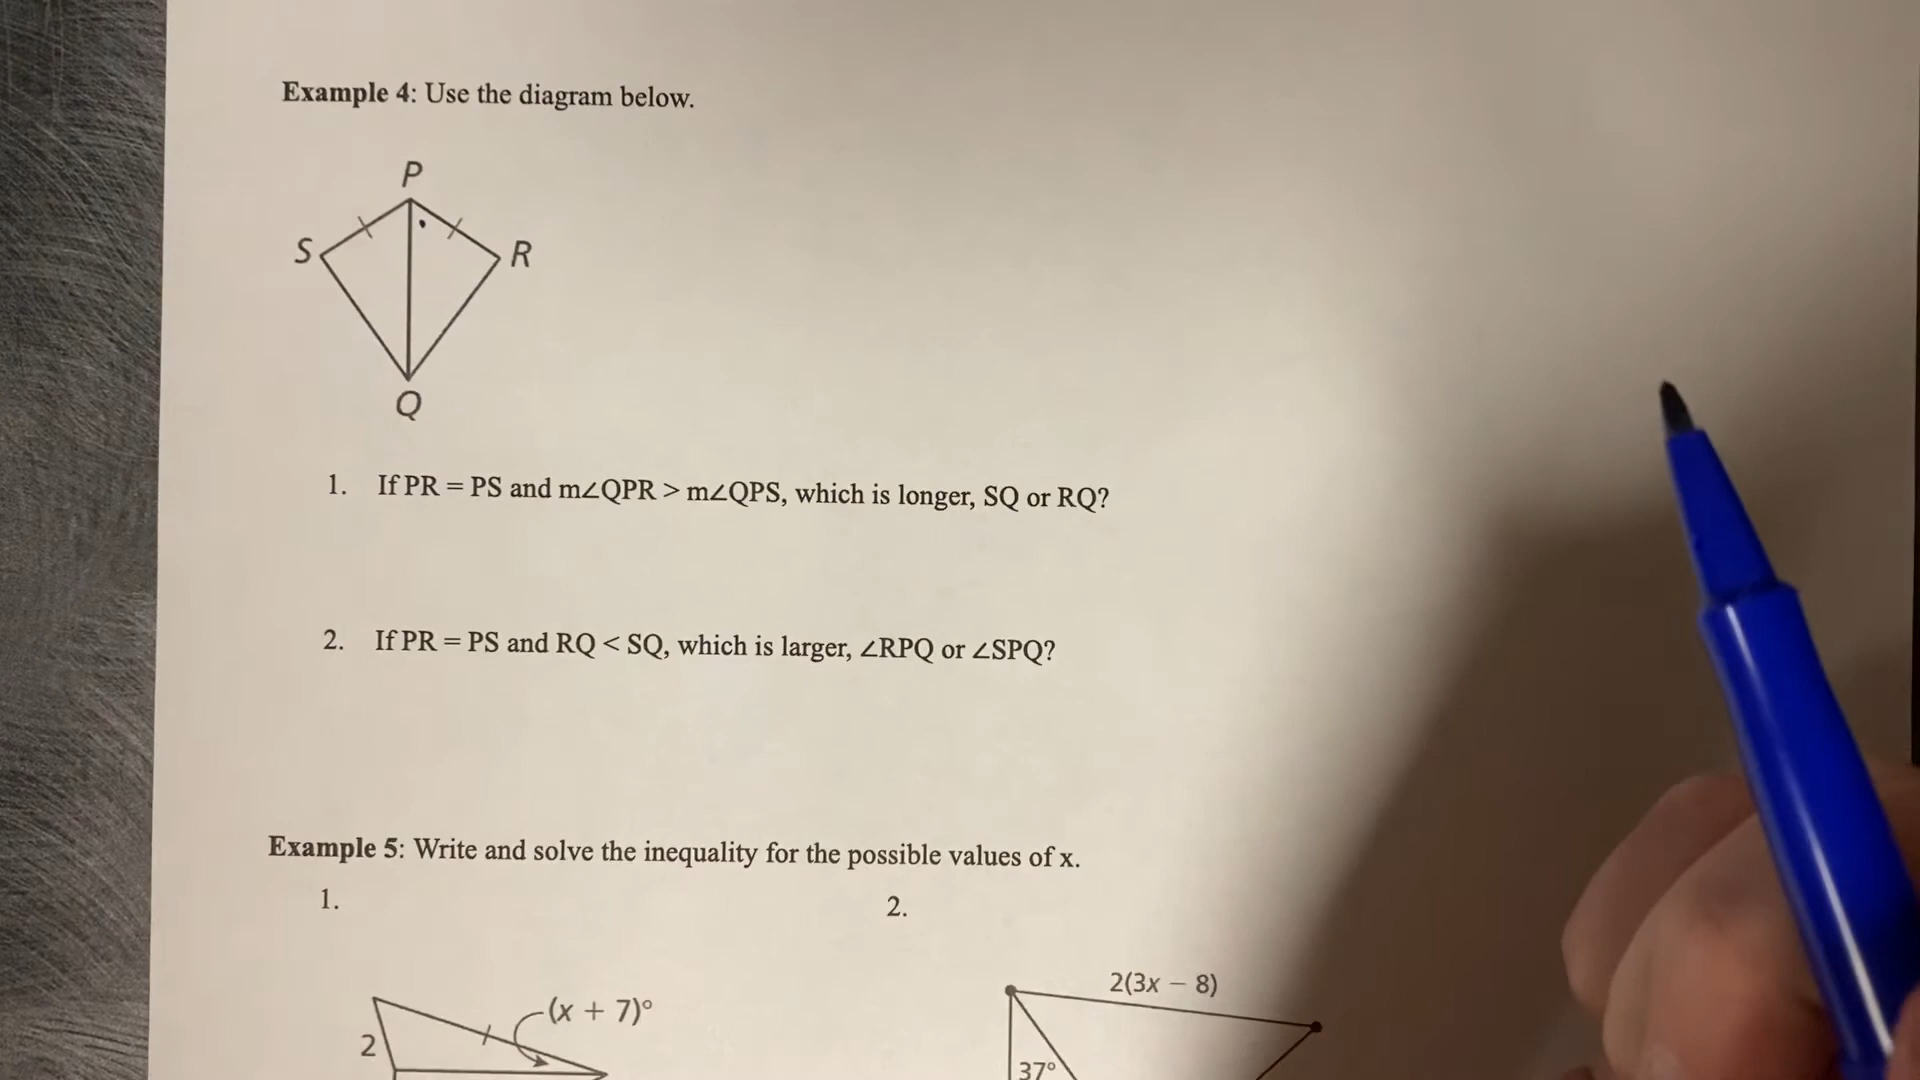 Example 4: Use the diagram below.
P
S
R
Q
1. If PR = PS and m∠QPR > m∠QPS, which is longer, SQ or RQ?
2. If PR = PS and RQ < SQ, which is larger, ∠RPQ or ∠SPQ?
Example 5: Write and solve the inequality for the possible values of x.
1.
2.
2(3x – 8)
(x + 7)°
2
37°